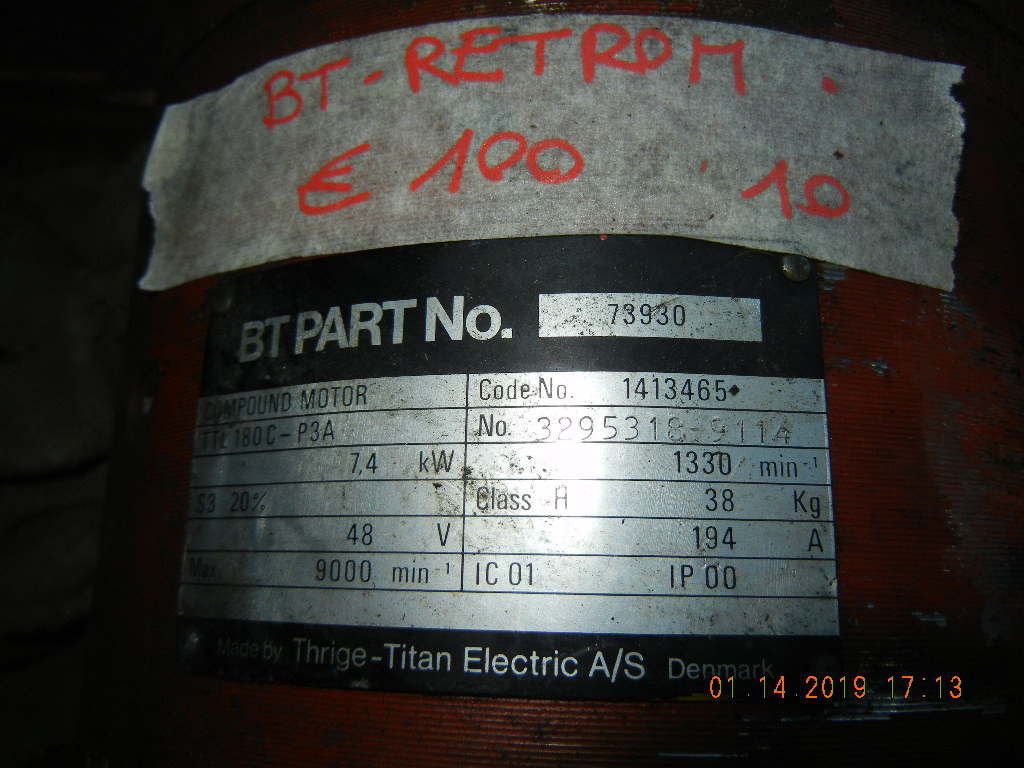 BT-RETROM.
€ 100 . 10
BT PART No. 73930
COMPOUND MOTOR Code No. 1413465
TTL 180C-P3A No. 3295318-9114
7,4 kW 1330 min-1
S3 20% Class H 38 Kg
48 V 194 A
Max. 9000 min-1 IC 01 IP 00
Made by Thrige-Titan Electric A/S Denmark
01.14.2019 17:13